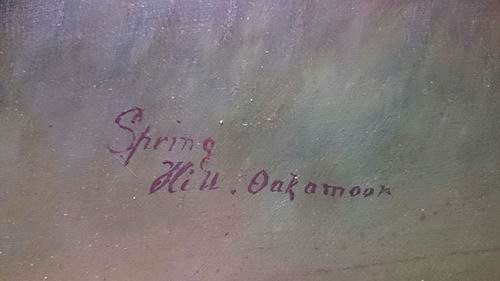 Spring
Hill. Oakamoor